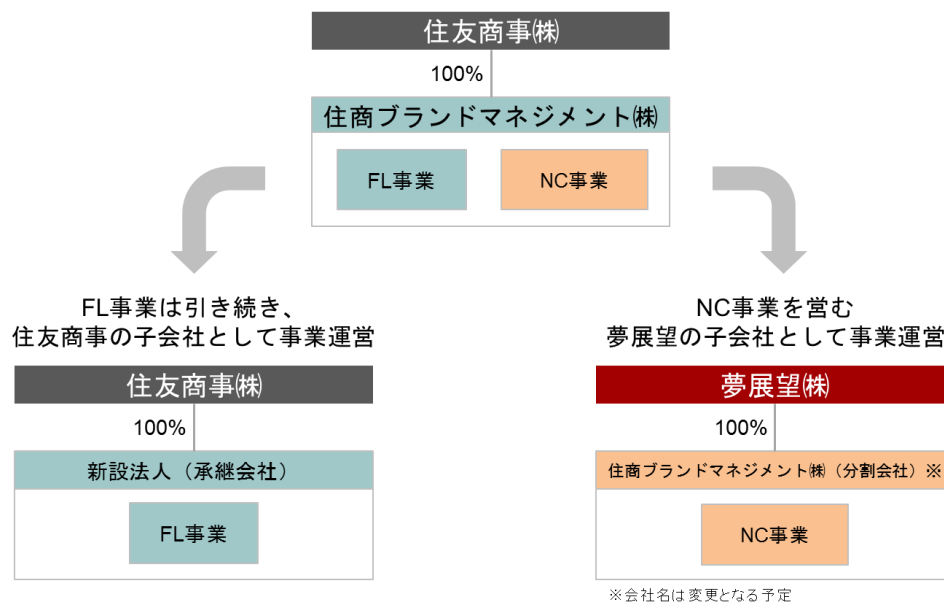 住友商事㈱
100%
住商ブランドマネジメント㈱
FL事業
NC事業
FL事業は引き続き、
住友商事の子会社として事業運営
住友商事㈱
100%
新設法人（承継会社）
FL事業
NC事業を営む
夢展望の子会社として事業運営
夢展望㈱
100%
住商ブランドマネジメント㈱（分割会社）※
NC事業
※会社名は変更となる予定